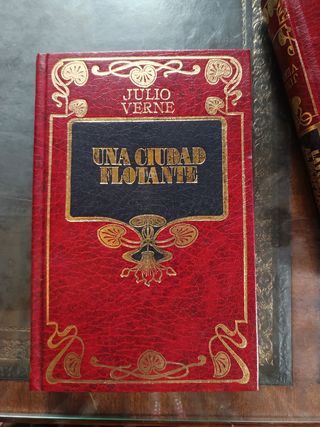 JULIO
VERNE
UNA CIUDAD
FLOTANTE